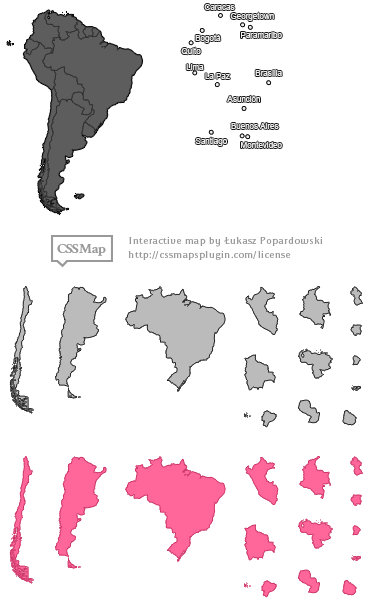 Caracas
Georgetown
Paramaribo
Bogotá
Quito
Lima
La Paz
Brasília
Asunción
Buenos Aires
Santiago
Montevideo
CSSMap
Interactive map by Łukasz Popardowski
http://cssmapsplugin.com/license